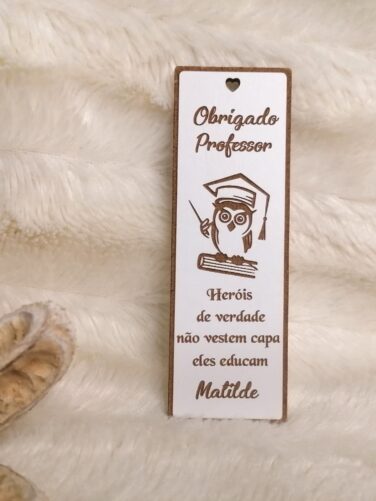 Obrigado
Professor
Heróis
de verdade
não vestem capa
eles educam
Matilde